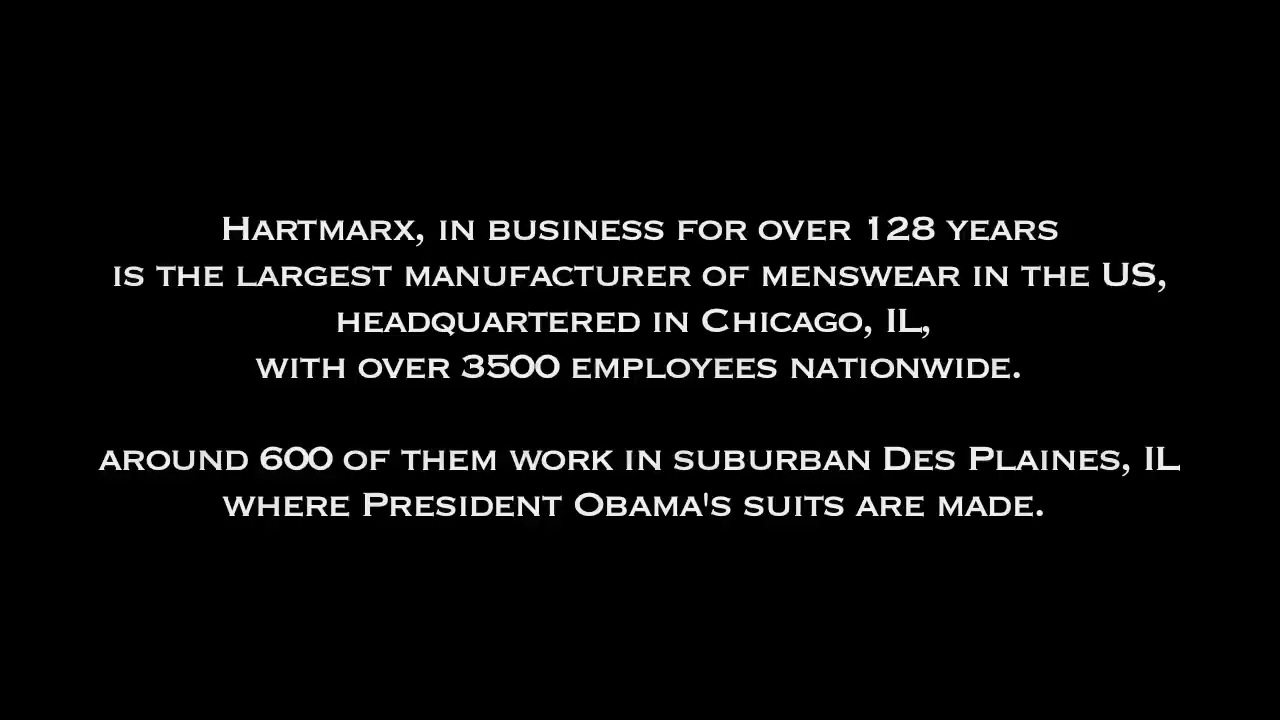 Hartmarx, in business for over 128 years
is the largest manufacturer of menswear in the US,
headquartered in Chicago, IL,
with over 3500 employees nationwide.
around 600 of them work in suburban Des Plaines, IL
where President Obama's suits are made.